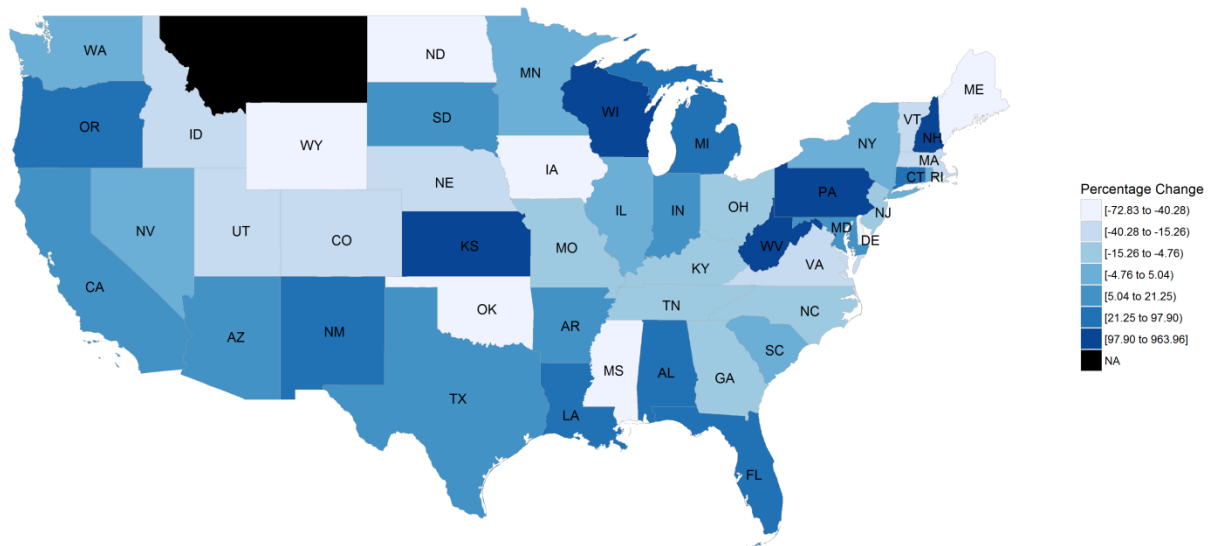 WA
ND
MN
ME
OR
ID
SD
WI
VT
NH
WY
MI
NY
MA
CT
RI
IA
NE
PA
NV
UT
CO
IL
IN
OH
NJ
MD
DE
KS
MO
WV
KY
VA
CA
OK
TN
NC
AZ
NM
AR
SC
MS
AL
GA
TX
LA
FL
Percentage Change
[-72.83 to -40.28)
[-40.28 to -15.26)
[-15.26 to -4.76)
[-4.76 to 5.04)
[5.04 to 21.25)
[21.25 to 97.90)
[97.90 to 963.96]
NA